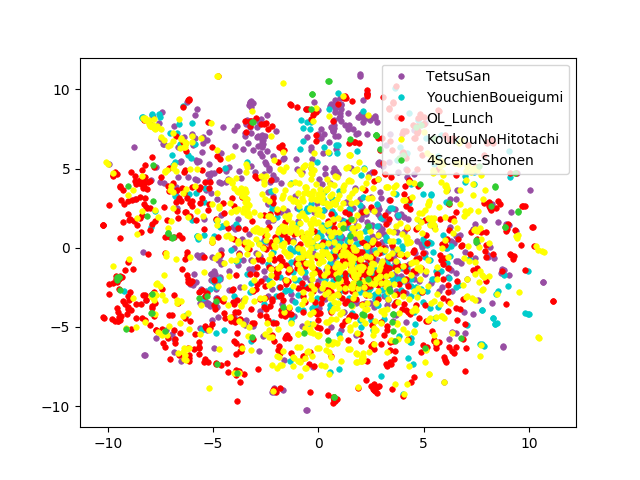 TetsuSan
YouchienBoueigumi
OL_Lunch
KoukouNoHitotachi
4Scene-Shonen
10
5
0
−5
−10
−10 −5 0 5 10